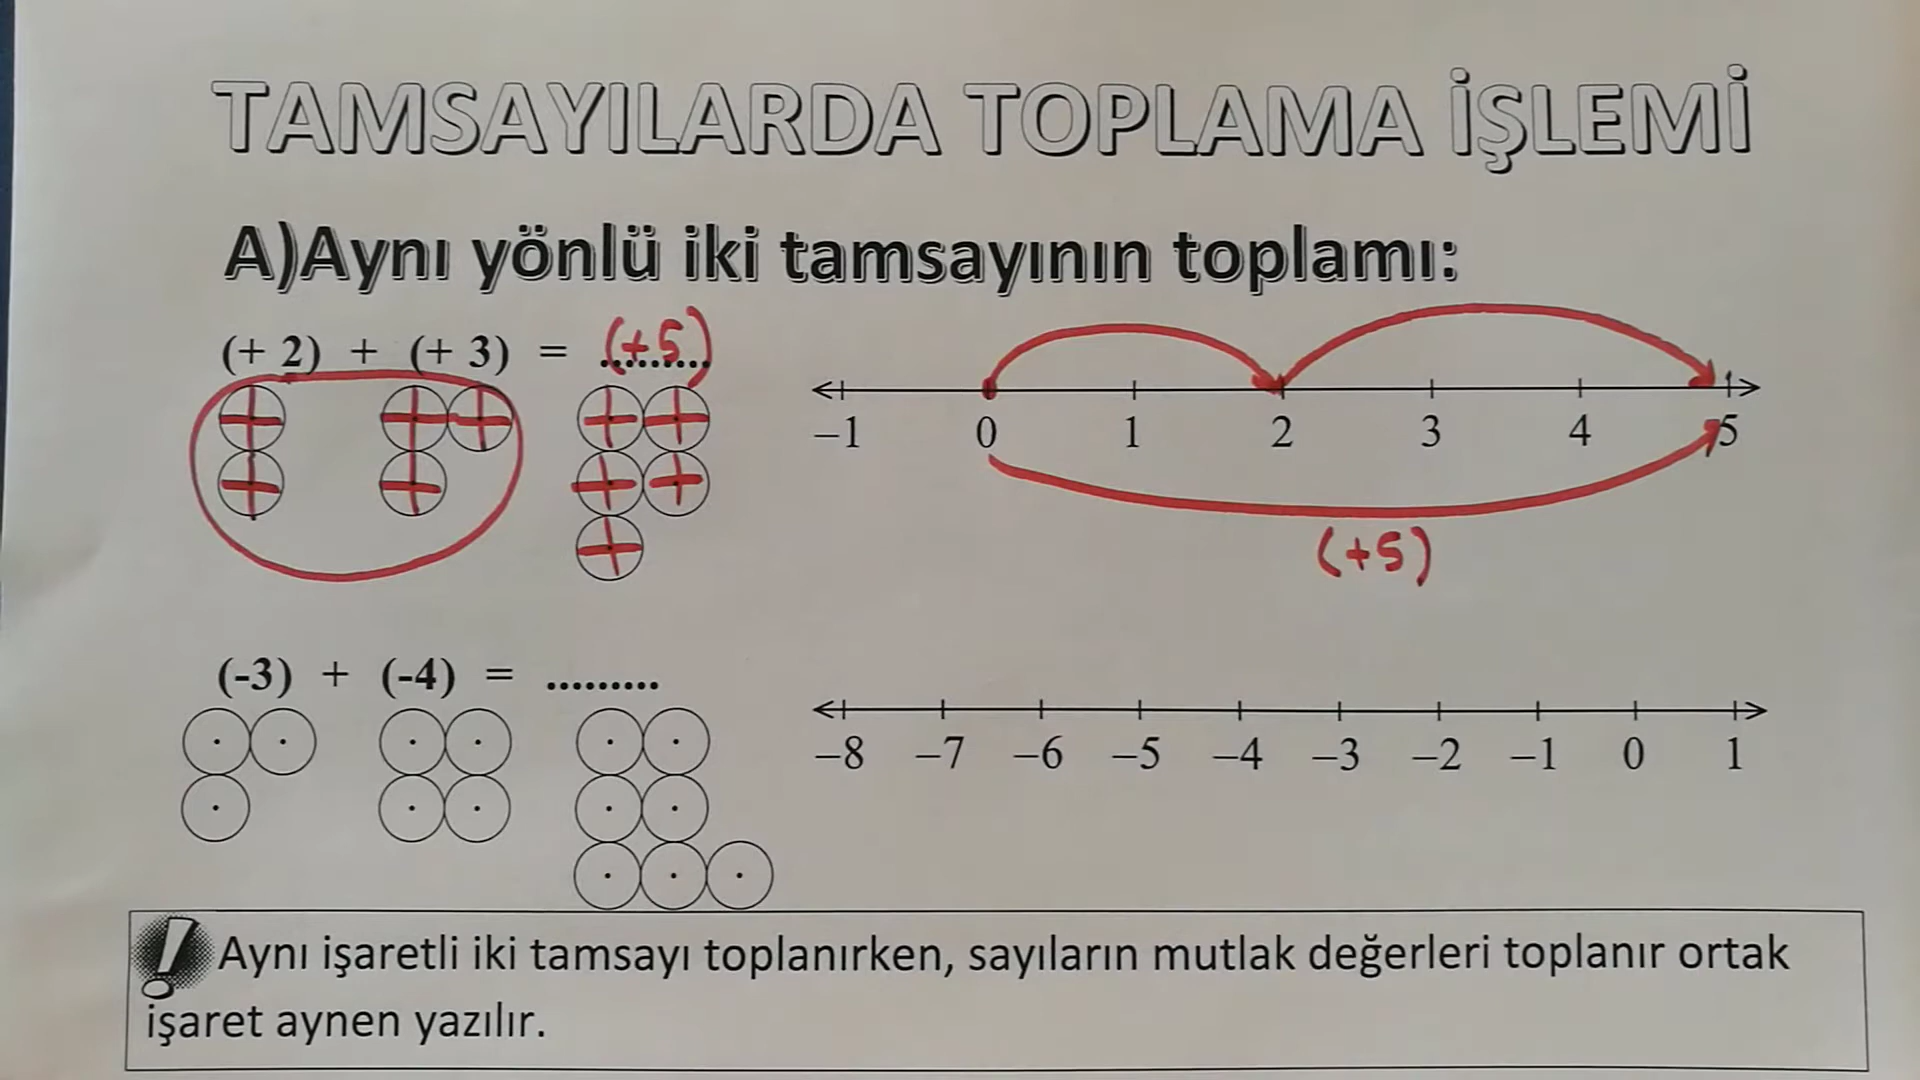 TAMSAYILARDA TOPLAMA İŞLEMİ
A)Aynı yönlü iki tamsayının toplamı:
(+ 2) + (+ 3) = ......... (+5)
–1 0 1 2 3 4 5
(+5)
(-3) + (-4) = .........
–8 –7 –6 –5 –4 –3 –2 –1 0 1
! Aynı işaretli iki tamsayı toplanırken, sayıların mutlak değerleri toplanır ortak
işaret aynen yazılır.